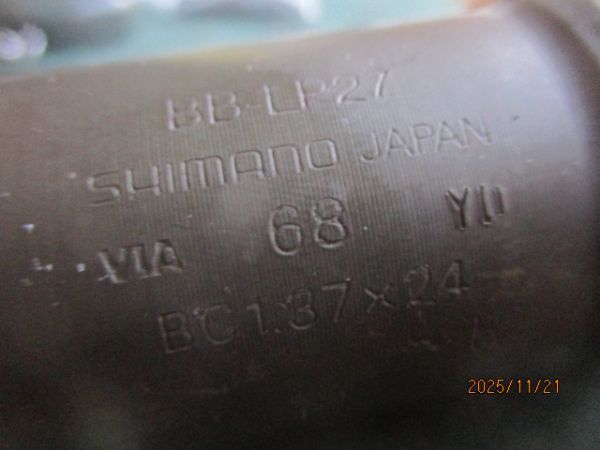 BB-LP27
SHIMANO JAPAN
68
BC1.37×24
2025/11/21